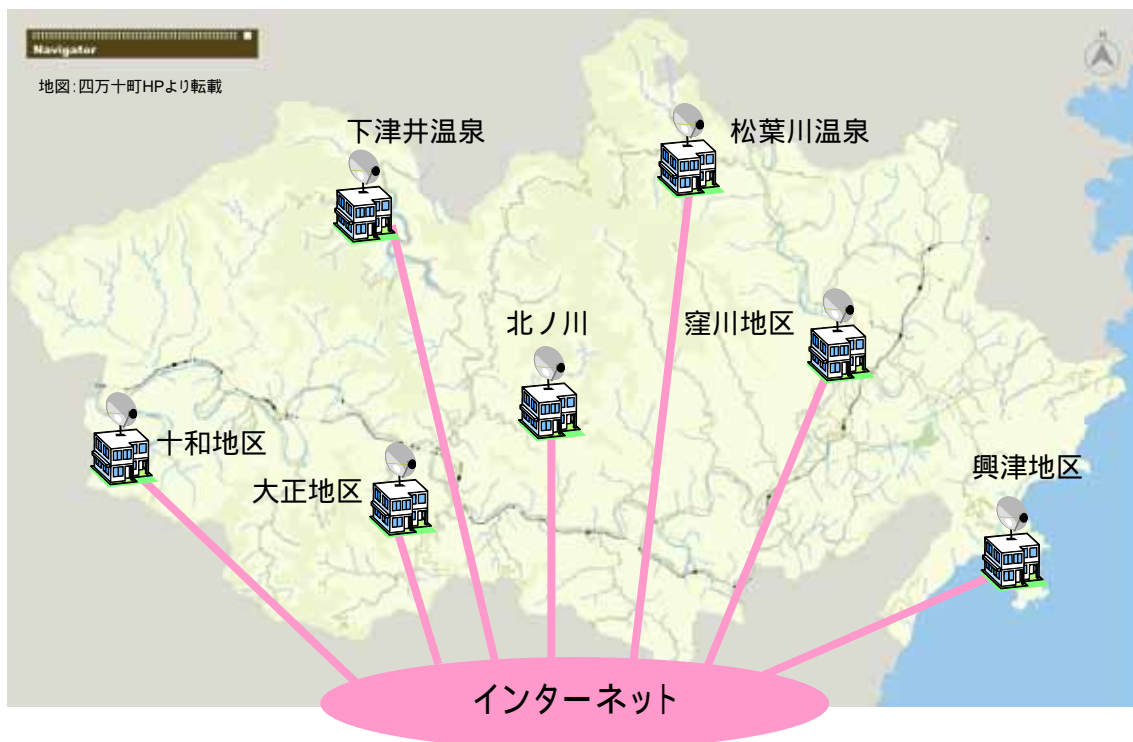 Navigator
N
地図:四万十町HPより転載
下津井温泉
松葉川温泉
北ノ川
窪川地区
十和地区
大正地区
興津地区
インターネット